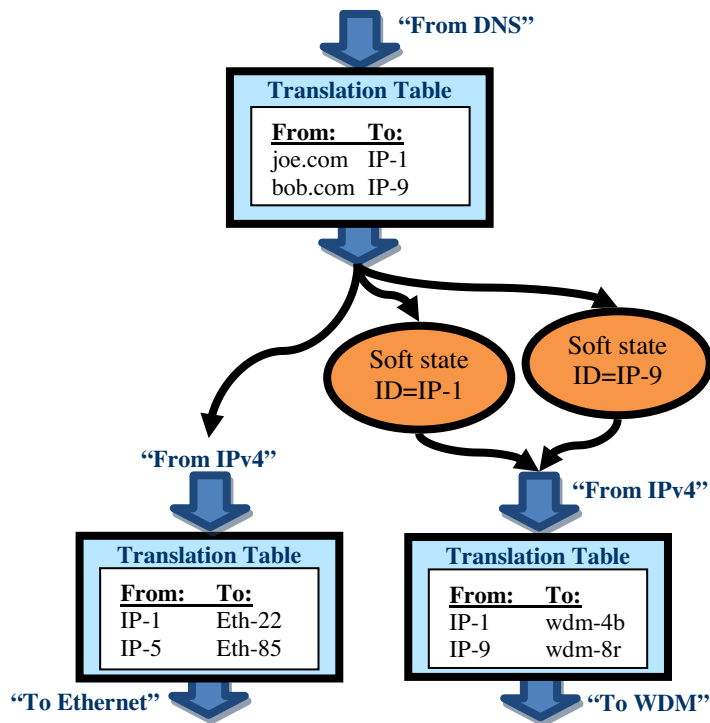 “From DNS”
Translation Table
From: To:
joe.com IP-1
bob.com IP-9
Soft state
ID=IP-1
Soft state
ID=IP-9
“From IPv4”
“From IPv4”
Translation Table
From: To:
IP-1 Eth-22
IP-5 Eth-85
Translation Table
From: To:
IP-1 wdm-4b
IP-9 wdm-8r
“To Ethernet”
“To WDM”